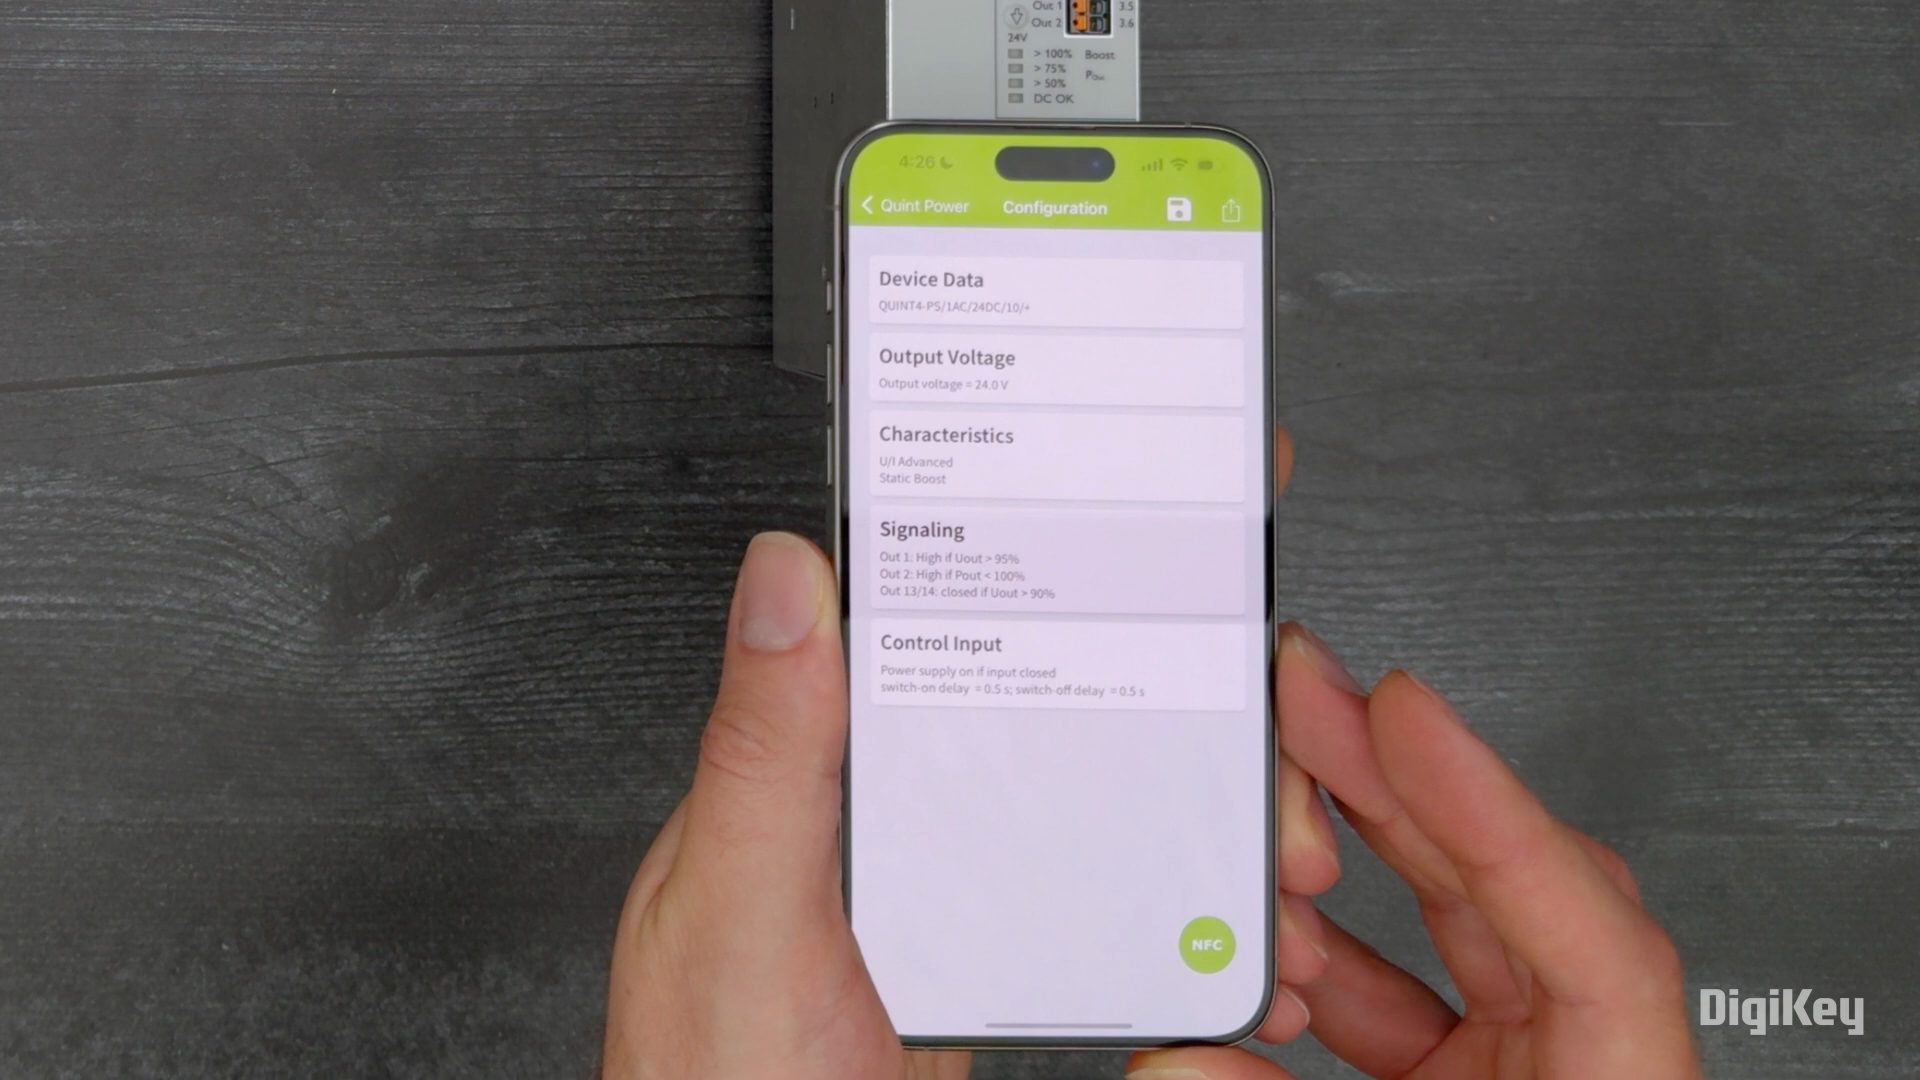 Out 1 3.5
Out 2 3.6
24V
> 100% Boost
> 75%
POut
> 50%
DC OK
4:26
Quint Power Configuration
Device Data
QUINT4-PS/1AC/24DC/10/+
Output Voltage
Output voltage = 24.0 V
Characteristics
U/I Advanced
Static Boost
Signaling
Out 1: High if Uout > 95%
Out 2: High if Pout < 100%
Out 13/14: closed if Uout > 90%
Control Input
Power supply on if input closed
switch-on delay = 0.5 s; switch-off delay = 0.5 s
NFC
DigiKey